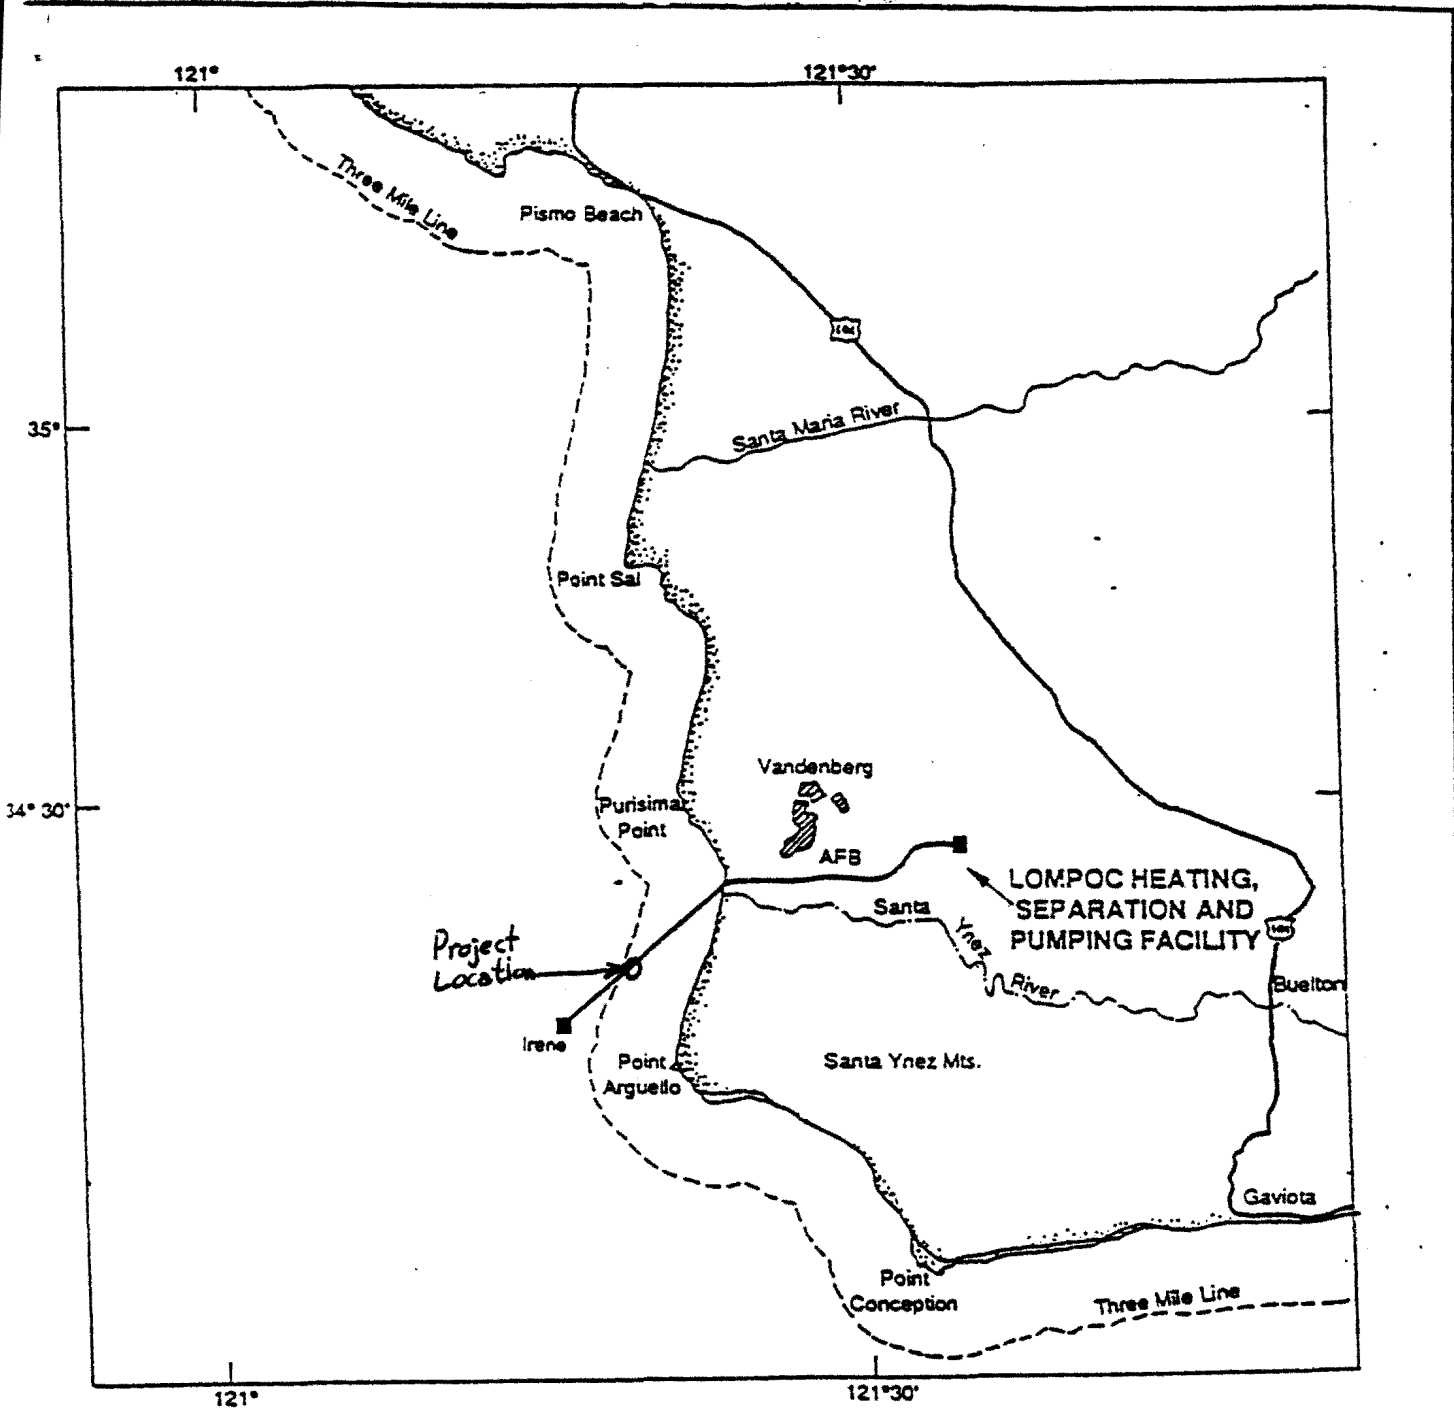 121°
121°30'
Three Mile Line
Pismo Beach
35°
Santa Maria River
Point Sal
Vandenberg
34° 30'
Purisima
Point
AFB
LOMPOC HEATING,
SEPARATION AND
PUMPING FACILITY
Santa
Ynez
River
Project
Location
Buelton
Irene
Point
Arguello
Santa Ynez Mts.
Gaviota
Point
Conception
Three Mile Line
121°
121°30'